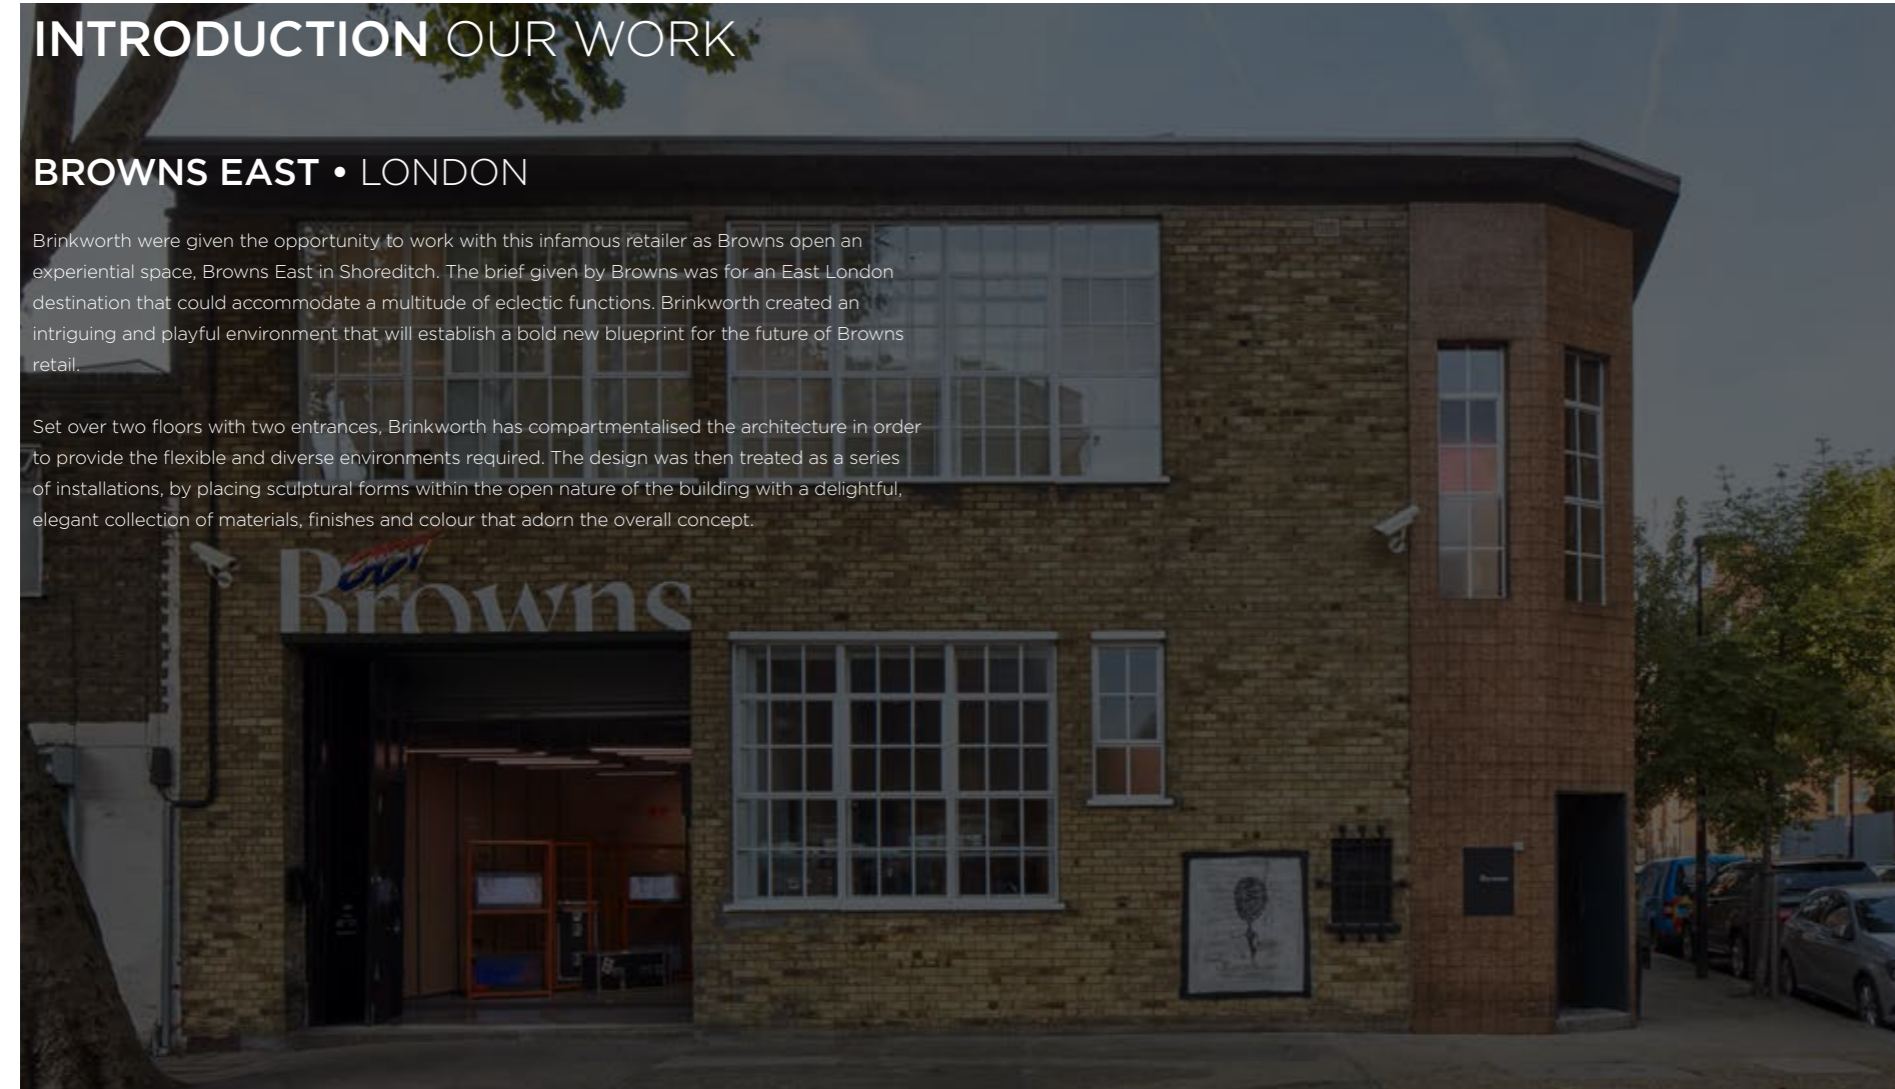 INTRODUCTION OUR WORK
BROWNS EAST • LONDON
Brinkworth were given the opportunity to work with this infamous retailer as Browns open an
experiential space, Browns East in Shoreditch. The brief given by Browns was for an East London
destination that could accommodate a multitude of eclectic functions. Brinkworth created an
intriguing and playful environment that will establish a bold new blueprint for the future of Browns
retail.
Set over two floors with two entrances, Brinkworth has compartmentalised the architecture in order
to provide the flexible and diverse environments required. The design was then treated as a series
of installations, by placing sculptural forms within the open nature of the building with a delightful,
elegant collection of materials, finishes and colour that adorn the overall concept.
EAST
Browns
Browns